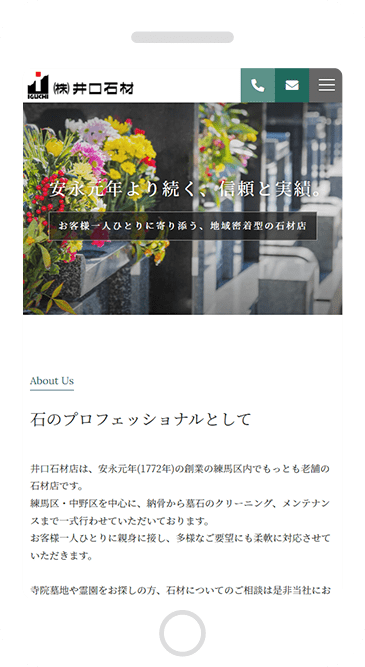 IGUCHI
㈱井口石材
安永元年より続く、信頼と実績。
お客様一人ひとりに寄り添う、地域密着型の石材店
About Us
石のプロフェッショナルとして
井口石材店は、安永元年(1772年)の創業の練馬区内でもっとも老舗の
石材店です。
練馬区・中野区を中心に、納骨から墓石のクリーニング、メンテナン
スまで一式行わせていただいております。
お客様一人ひとりに親身に接し、多様なご要望にも柔軟に対応させて
いただきます。
寺院墓地や霊園をお探しの方、石材についてのご相談は是非当社にお